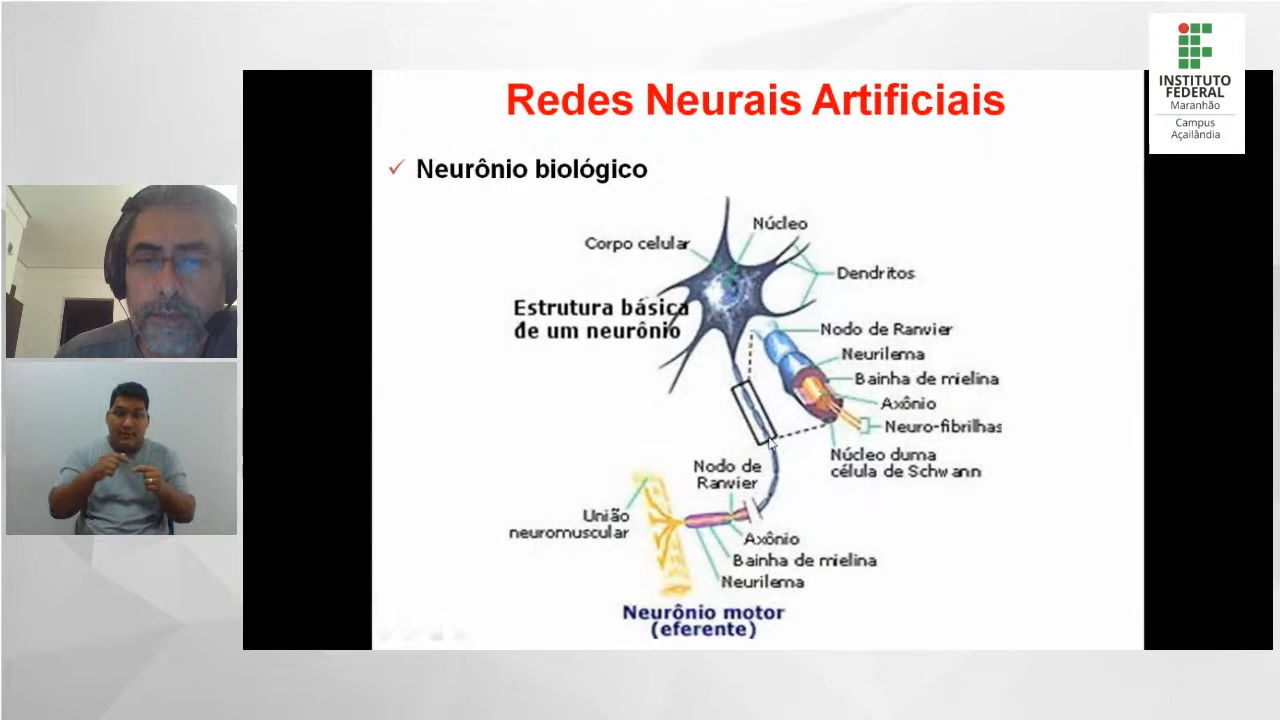 Redes Neurais Artificiais
INSTITUTO
FEDERAL
Maranhão
Campus
Açailândia
✓ Neurônio biológico
Núcleo
Corpo celular
Dendritos
Estrutura básica
de um neurônio
Nodo de Ranvier
Neurilema
Bainha de mielina
Axônio
Neuro-fibrilhas
Núcleo duma
célula de Schwann
Nodo de
Ranvier
União
neuromuscular
Axônio
Bainha de mielina
Neurilema
Neurônio motor
(eferente)